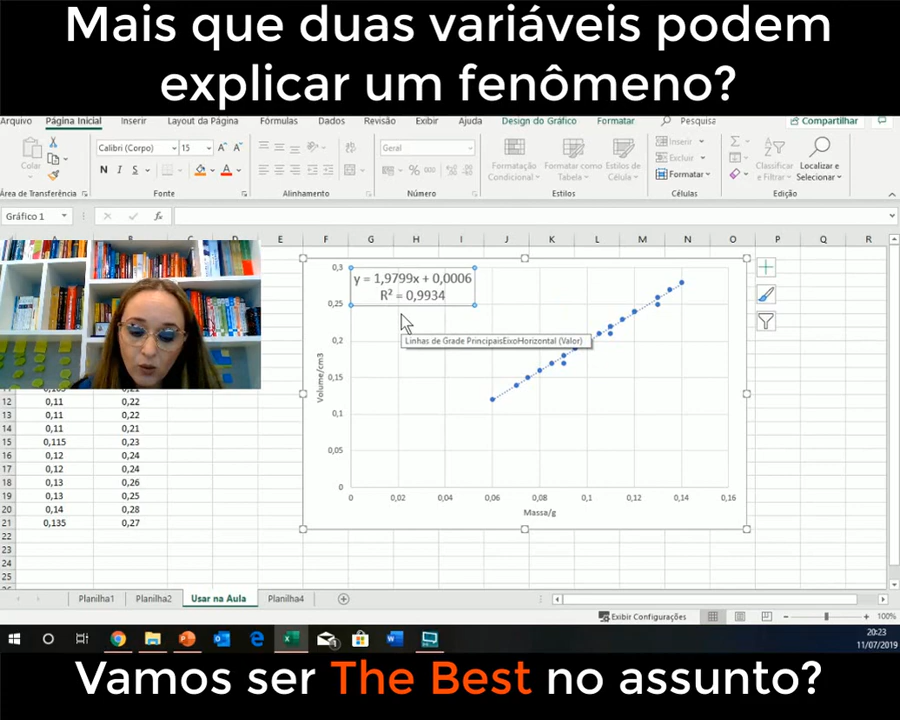 Mais que duas variáveis podem
explicar um fenômeno?
Arquivo Página Inicial Inserir Layout da Página Fórmulas Dados Revisão Exibir Ajuda Design do Gráfico Formatar Pesquisa Compartilhar
Calibri (Corpo) 15 A A Geral Inserir
Colar N I S Formatação Condicional Formatar como Tabela Estilos de Célula Excluir Classificar e Filtrar Localizar e Selecionar
Formatar
Área de Transferência Fonte Alinhamento Número Estilos Células Edição
Gráfico 1 fx
A B C D E F G H I J K L M N O P Q R
y = 1,9799x + 0,0006
R² = 0,9934
Linhas de Grade PrincipaisEixoHorizontal (Valor)
0,3
0,25
0,2
0,15
0,1
0,05
0
Volume/cm3
0 0,02 0,04 0,06 0,08 0,1 0,12 0,14 0,16
Massa/g
12 0,11 0,22
13 0,11 0,22
14 0,11 0,21
15 0,115 0,23
16 0,12 0,24
17 0,12 0,24
18 0,13 0,26
19 0,13 0,25
20 0,14 0,28
21 0,135 0,27
22
23
24
25
Planilha1 Planilha2 Usar na Aula Planilha4
Exibir Configurações 100%
20:23
11/07/2019
Vamos ser The Best no assunto?